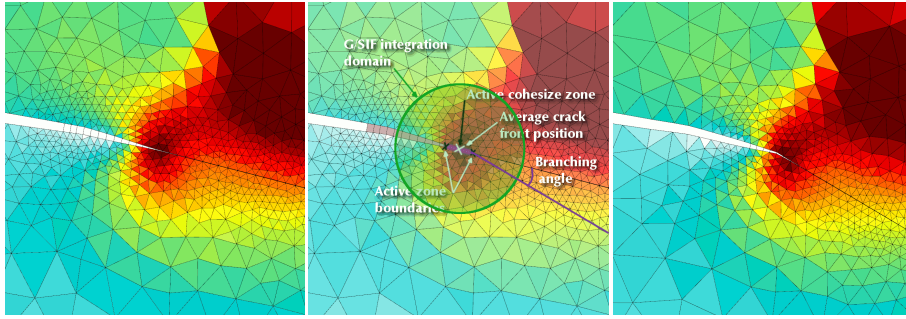 G/SIF integration
domain
Active cohesize zone
Average crack
front position
Branching
angle
Active zone
boundaries